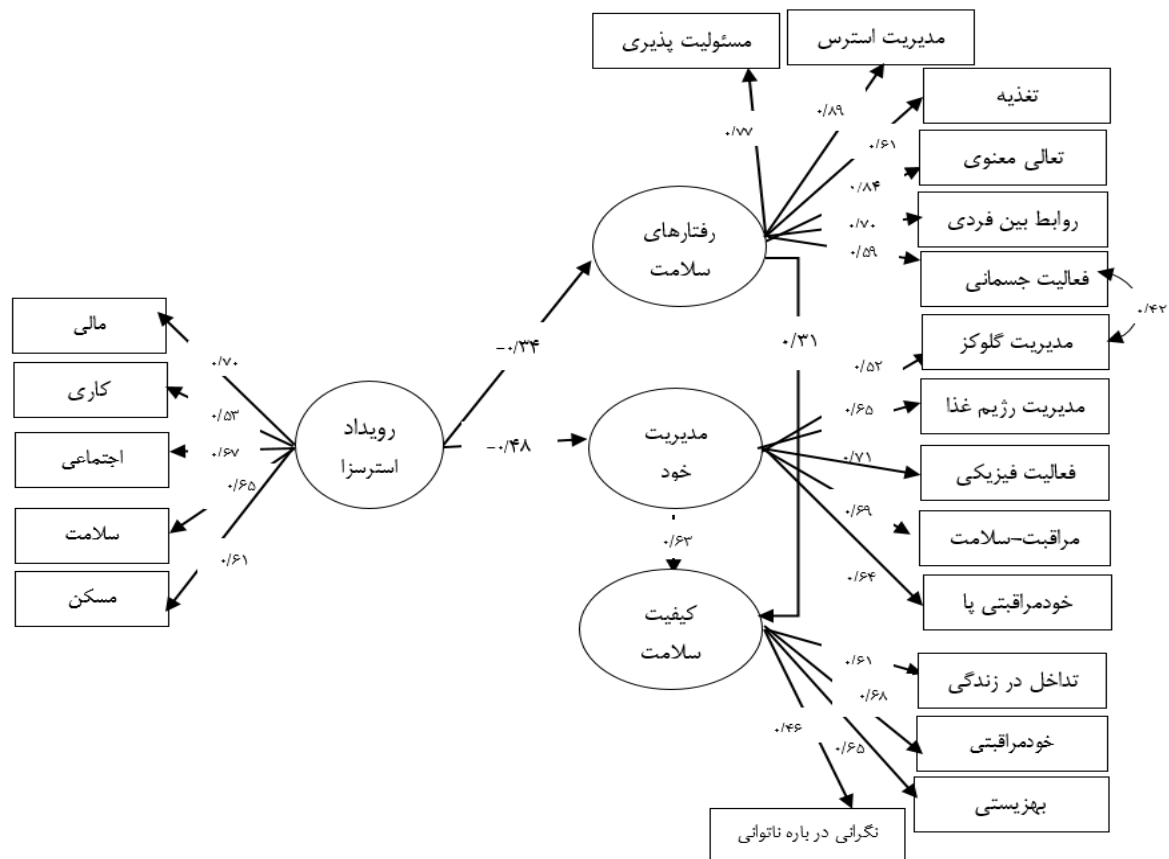 مسئولیت پذیری
مدیریت استرس
تغذیه
۰/۷۷
۰/۸۹
۰/۶۱
تعالی معنوی
۰/۸۴
رفتارهای
سلامت
۰/۷۰
روابط بین فردی
۰/۵۹
فعالیت جسمانی
۰/۴۲
مالی
۰/۷۰
-۰/۳۴
۰/۳۱
مدیریت گلوکز
۰/۵۲
کاری
۰/۵۳
رویداد
استرسزا
مدیریت رژیم غذا
۰/۶۵
اجتماعی
۰/۶۷
-۰/۴۸
مدیریت
خود
۰/۷۱
فعالیت فیزیکی
۰/۶۵
سلامت
۰/۶۹
مراقبت-سلامت
۰/۶۱
مسکن
۰/۶۳
۰/۶۴
خودمراقبتی پا
کیفیت
سلامت
۰/۶۱
تداخل در زندگی
۰/۶۸
خودمراقبتی
۰/۴۶
۰/۶۵
بهزیستی
نگرانی در باره ناتوانی